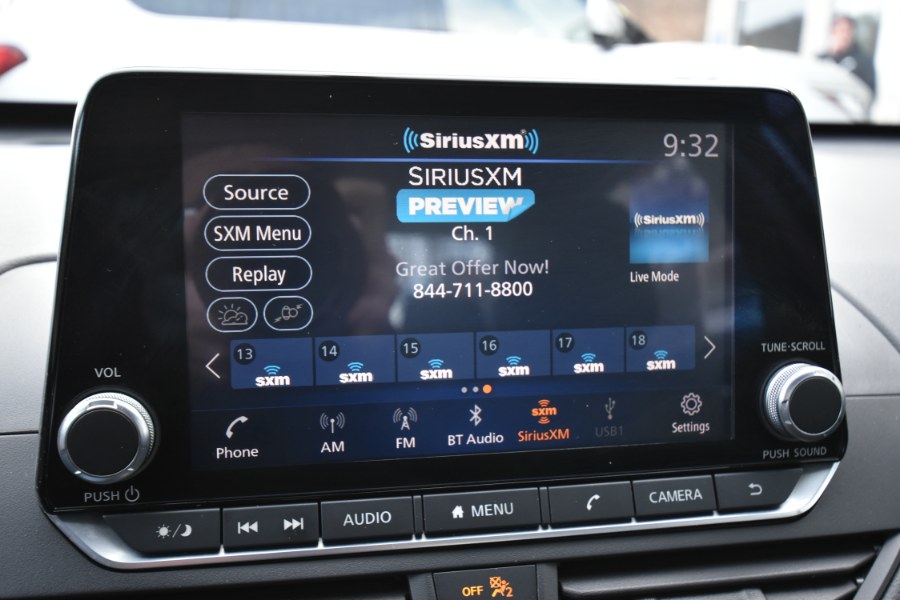 SiriusXM
9:32
Source
SXM Menu
Replay
SIRIUSXM
PREVIEW
Ch. 1
Great Offer Now!
844-711-8800
SiriusXM
Live Mode
13 14 15 16 17 18
sxm sxm sxm sxm sxm sxm
Phone AM FM BT Audio sxm SiriusXM USB1 Settings
VOL
PUSH
TUNE·SCROLL
PUSH SOUND
AUDIO MENU CAMERA
OFF 2